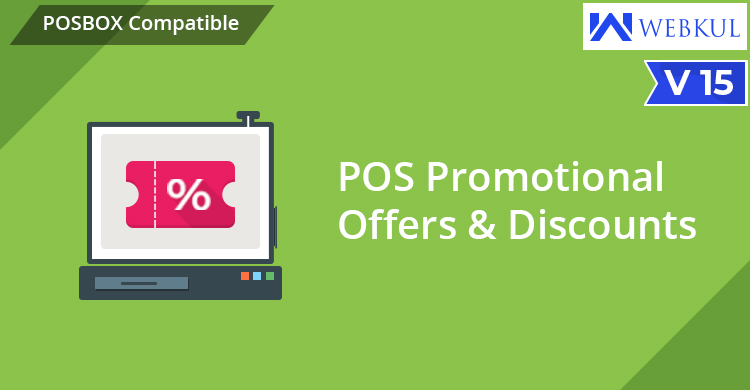 POSBOX Compatible
WEBKUL
V 15
%
POS Promotional
Offers & Discounts